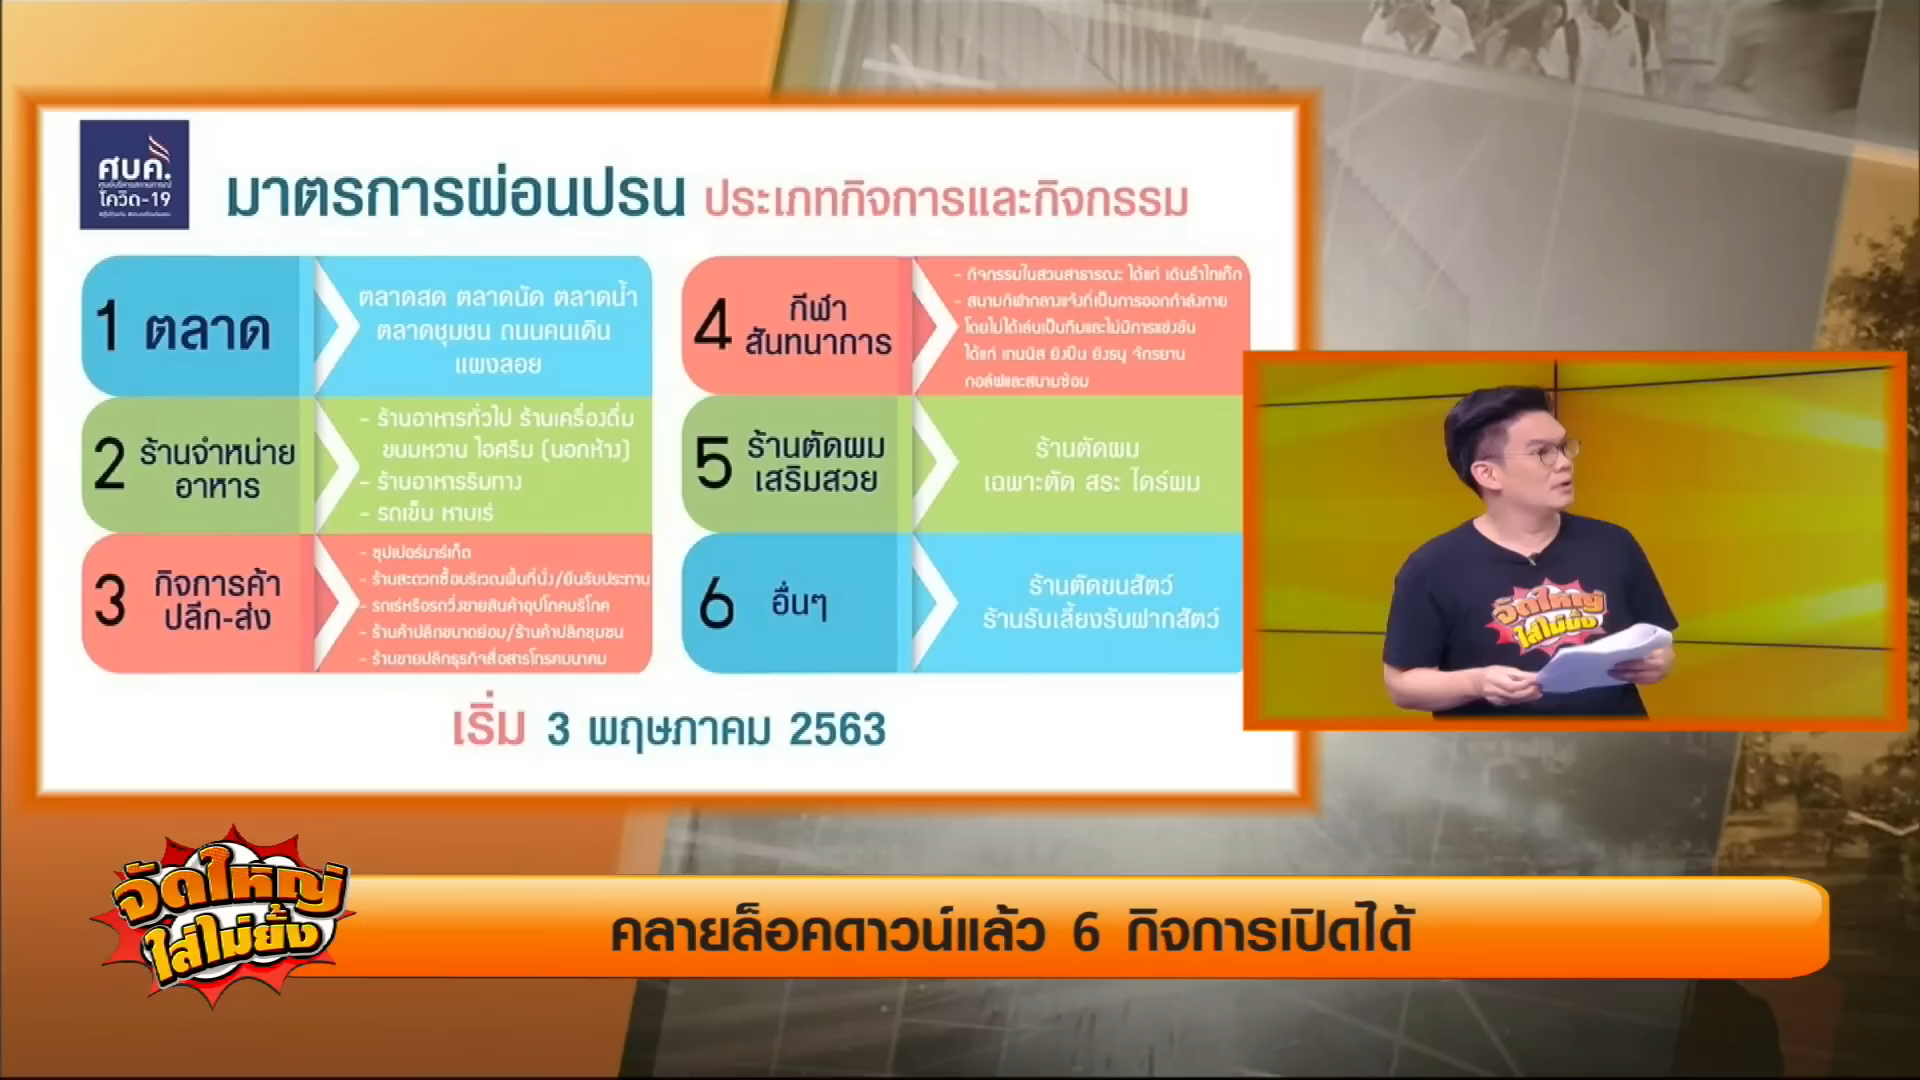 ศบค.
ศูนย์บริหารสถานการณ์
โควิด-19
มาตรการผ่อนปรน ประเภทกิจการและกิจกรรม
1 ตลาด
ตลาดสด ตลาดนัด ตลาดน้ำ
ตลาดชุมชน ถนนคนเดิน
แผงลอย
2 ร้านจำหน่าย
อาหาร
- ร้านอาหารทั่วไป ร้านเครื่องดื่ม
ขนมหวาน ไอศรีม (นอกห้าง)
- ร้านอาหารริมทาง
- รถเข็น หาบเร่
3 กิจการค้า
ปลีก-ส่ง
- ซุปเปอร์มาร์เก็ต
- ร้านสะดวกซื้อบริเวณพื้นที่นั่ง/ยืนรับประทาน
- รถเร่หรือรถวิ่งขายสินค้าอุปโภคบริโภค
- ร้านค้าปลีกขนาดย่อม/ร้านค้าปลีกชุมชน
- ร้านขายปลีกธุรกิจสื่อสารโทรคมนาคม
4 กีฬา
สันทนาการ
- กิจกรรมในสวนสาธารณะ ได้แก่ เดินรำไทเก๊ก
- สนามกีฬากลางแจ้งที่เป็นการออกกำลังกาย
โดยไม่ได้เล่นเป็นทีมและไม่มีการแข่งขัน
ได้แก่ เทนนิส ยิงปืน ยิงธนู จักรยาน
กอล์ฟและสนามซ้อม
5 ร้านตัดผม
เสริมสวย
ร้านตัดผม
เฉพาะตัด สระ ไดร์ผม
6 อื่นๆ
ร้านตัดขนสัตว์
ร้านรับเลี้ยงรับฝากสัตว์
เริ่ม 3 พฤษภาคม 2563
จัดใหญ่
ใส่ไม่ยั้ง
จัดใหญ่
ใส่ไม่ยั้ง
คลายล็อคดาวน์แล้ว 6 กิจการเปิดได้